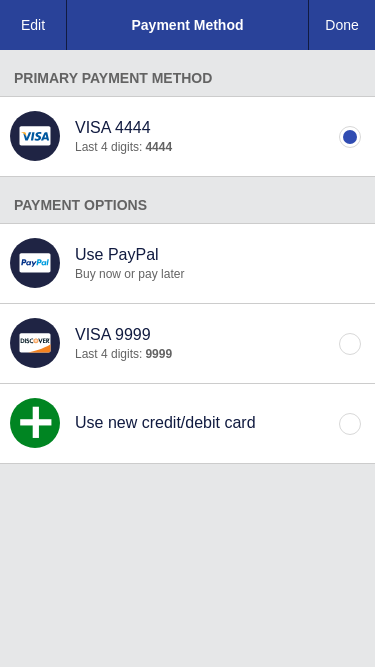 Edit
Payment Method
Done
PRIMARY PAYMENT METHOD
VISA
VISA 4444
Last 4 digits: 4444
PAYMENT OPTIONS
PayPal
Use PayPal
Buy now or pay later
DISCOVER
VISA 9999
Last 4 digits: 9999
Use new credit/debit card